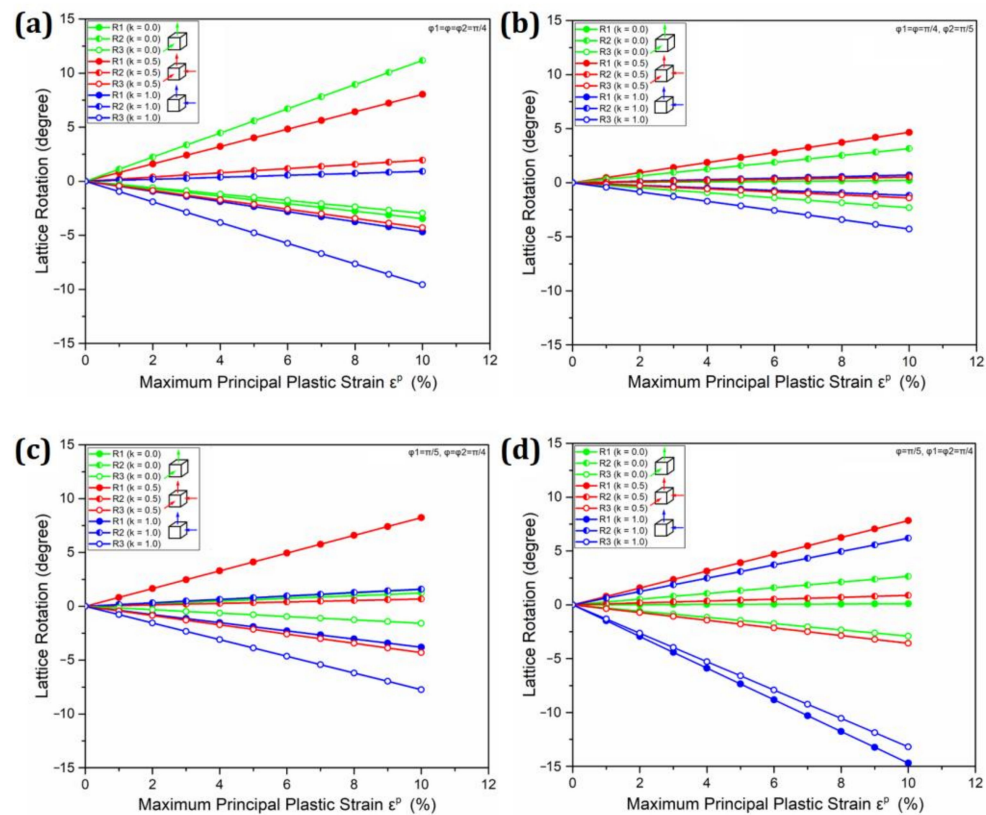 (a)
R1 (k = 0.0)
R2 (k = 0.0)
R3 (k = 0.0)
R1 (k = 0.5)
R2 (k = 0.5)
R3 (k = 0.5)
R1 (k = 1.0)
R2 (k = 1.0)
R3 (k = 1.0)
φ1=φ=φ2=π/4
15
10
5
0
−5
−10
−15
Lattice Rotation (degree)
0 2 4 6 8 10 12
Maximum Principal Plastic Strain εᵖ (%)
(b)
R1 (k = 0.0)
R2 (k = 0.0)
R3 (k = 0.0)
R1 (k = 0.5)
R2 (k = 0.5)
R3 (k = 0.5)
R1 (k = 1.0)
R2 (k = 1.0)
R3 (k = 1.0)
φ1=φ=π/4, φ2=π/5
15
10
5
0
−5
−10
−15
Lattice Rotation (degree)
0 2 4 6 8 10 12
Maximum Principal Plastic Strain εᵖ (%)
(c)
R1 (k = 0.0)
R2 (k = 0.0)
R3 (k = 0.0)
R1 (k = 0.5)
R2 (k = 0.5)
R3 (k = 0.5)
R1 (k = 1.0)
R2 (k = 1.0)
R3 (k = 1.0)
φ1=π/5, φ=φ2=π/4
15
10
5
0
−5
−10
−15
Lattice Rotation (degree)
0 2 4 6 8 10 12
Maximum Principal Plastic Strain εᵖ (%)
(d)
R1 (k = 0.0)
R2 (k = 0.0)
R3 (k = 0.0)
R1 (k = 0.5)
R2 (k = 0.5)
R3 (k = 0.5)
R1 (k = 1.0)
R2 (k = 1.0)
R3 (k = 1.0)
φ=π/5, φ1=φ2=π/4
15
10
5
0
−5
−10
−15
Lattice Rotation (degree)
0 2 4 6 8 10 12
Maximum Principal Plastic Strain εᵖ (%)